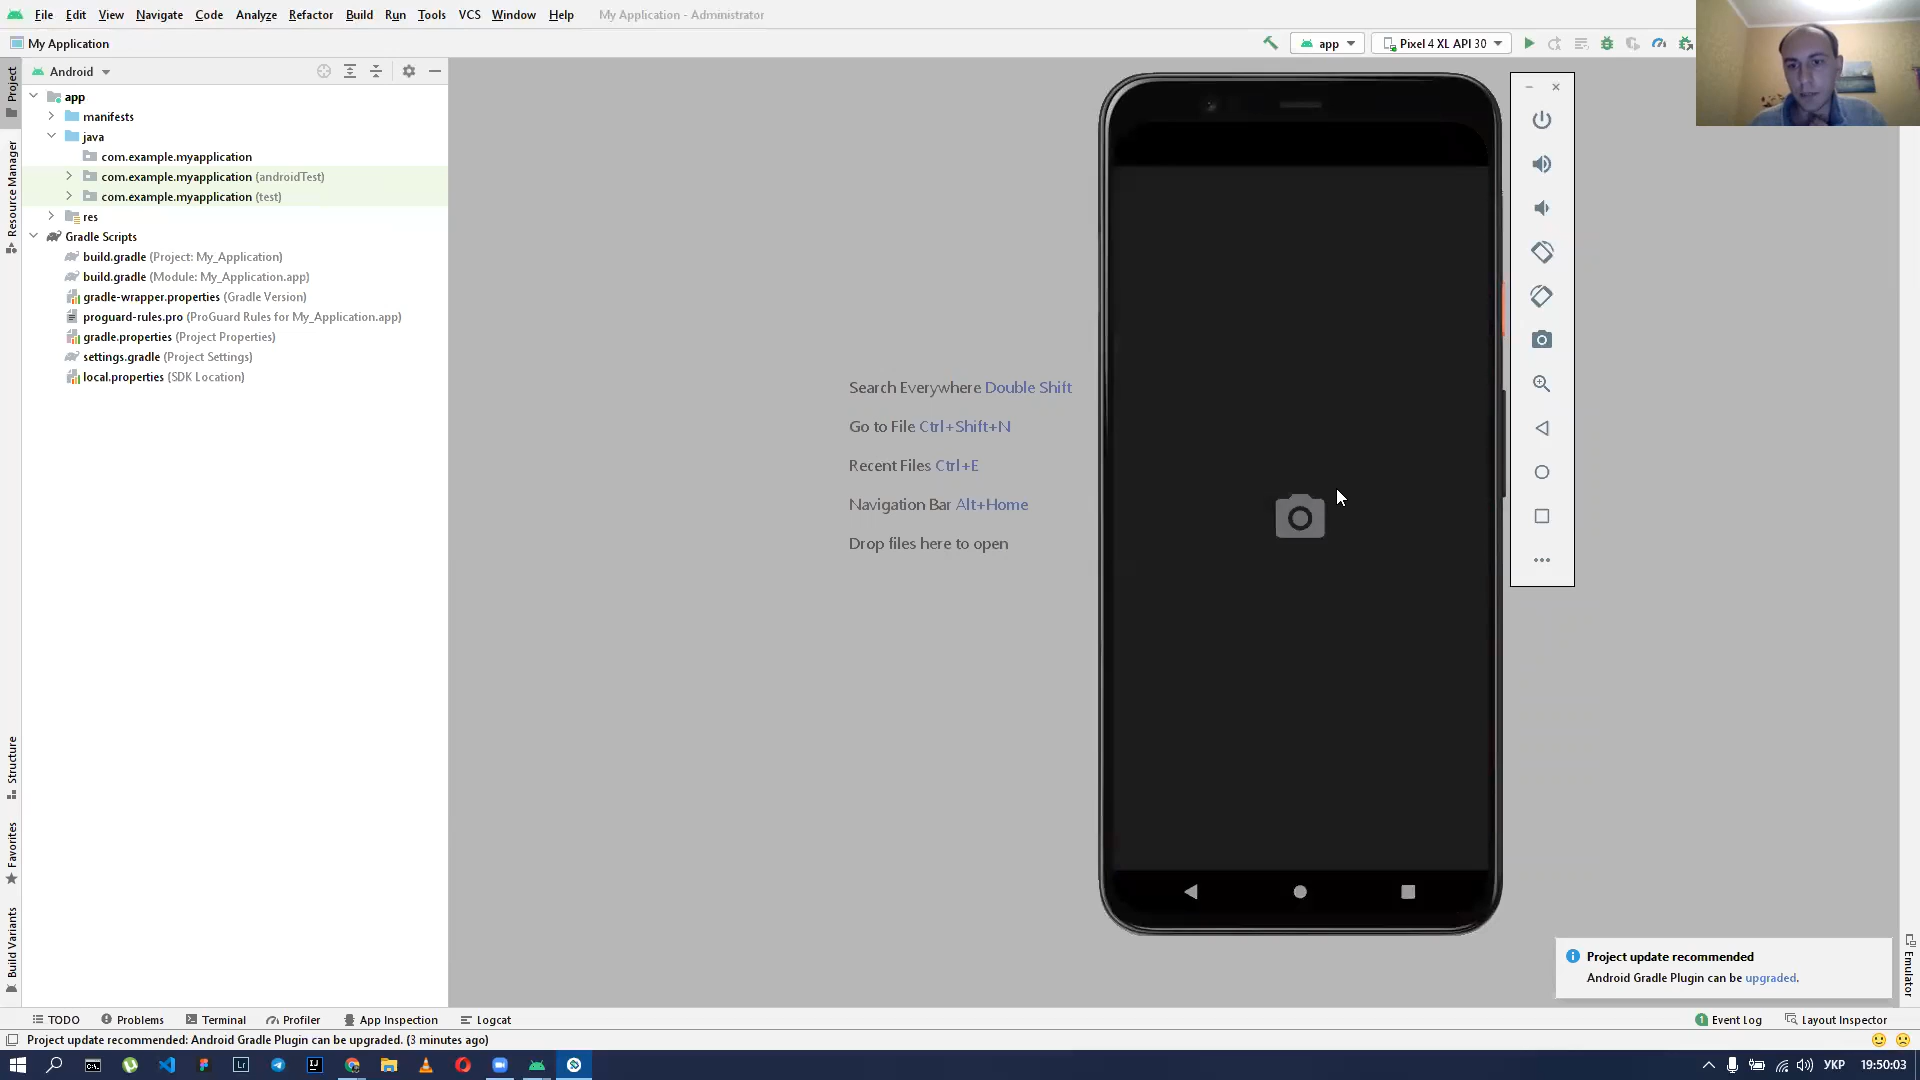 File Edit View Navigate Code Analyze Refactor Build Run Tools VCS Window Help My Application - Administrator
My Application
app
Pixel 4 XL API 30
Project
Android
app
manifests
java
com.example.myapplication
com.example.myapplication (androidTest)
com.example.myapplication (test)
res
Gradle Scripts
build.gradle (Project: My_Application)
build.gradle (Module: My_Application.app)
gradle-wrapper.properties (Gradle Version)
proguard-rules.pro (ProGuard Rules for My_Application.app)
gradle.properties (Project Properties)
settings.gradle (Project Settings)
local.properties (SDK Location)
Resource Manager
Structure
Favorites
Build Variants
Search Everywhere Double Shift
Go to File Ctrl+Shift+N
Recent Files Ctrl+E
Navigation Bar Alt+Home
Drop files here to open
Project update recommended
Android Gradle Plugin can be upgraded.
Emulator
TODO Problems Terminal Profiler App Inspection Logcat
1 Event Log Layout Inspector
Project update recommended: Android Gradle Plugin can be upgraded. (3 minutes ago)
Lr
УКР 19:50:03